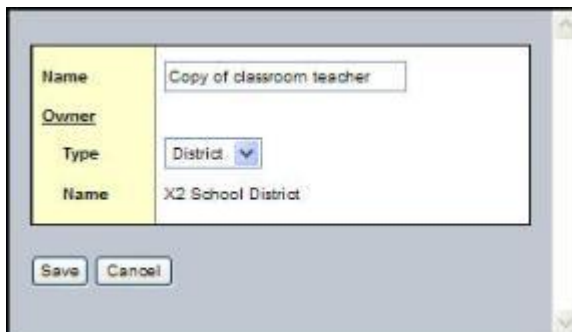 Name Copy of classroom teacher
Owner
Type District
Name X2 School District
Save Cancel